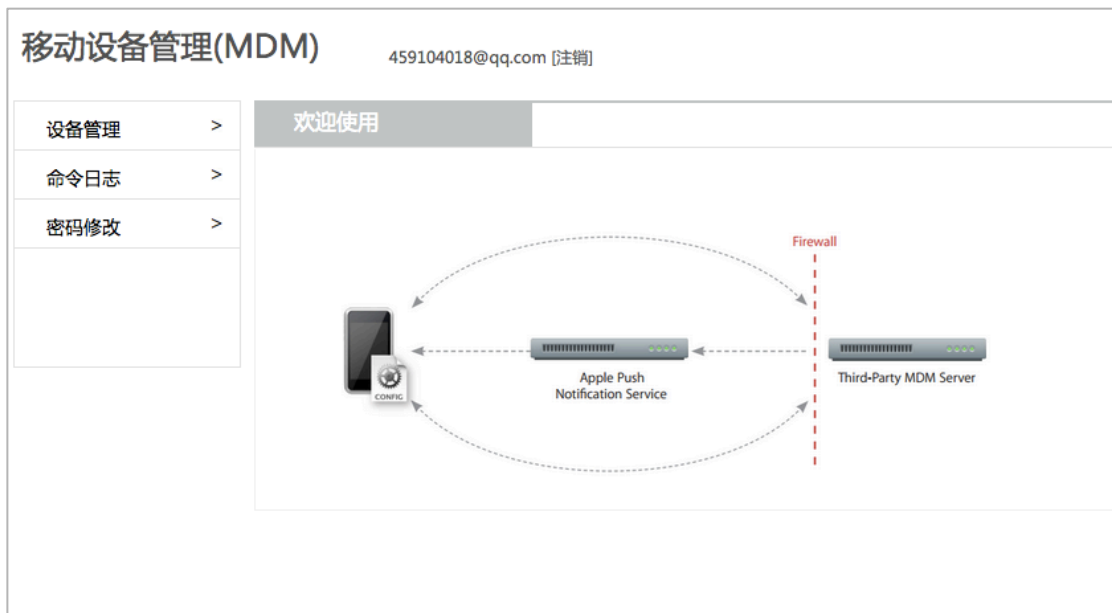 移动设备管理(MDM)
459104018@qq.com [注销]
设备管理 >
命令日志 >
密码修改 >
欢迎使用
Firewall
CONFIG
Apple Push
Notification Service
Third-Party MDM Server